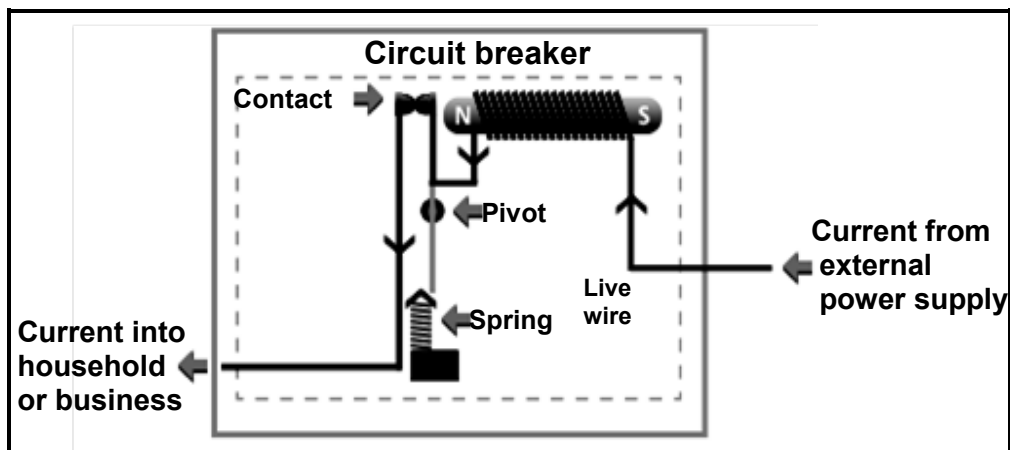 Circuit breaker
Contact
N
S
Pivot
Current from
external
power supply
Live
wire
Spring
Current into
household
or business